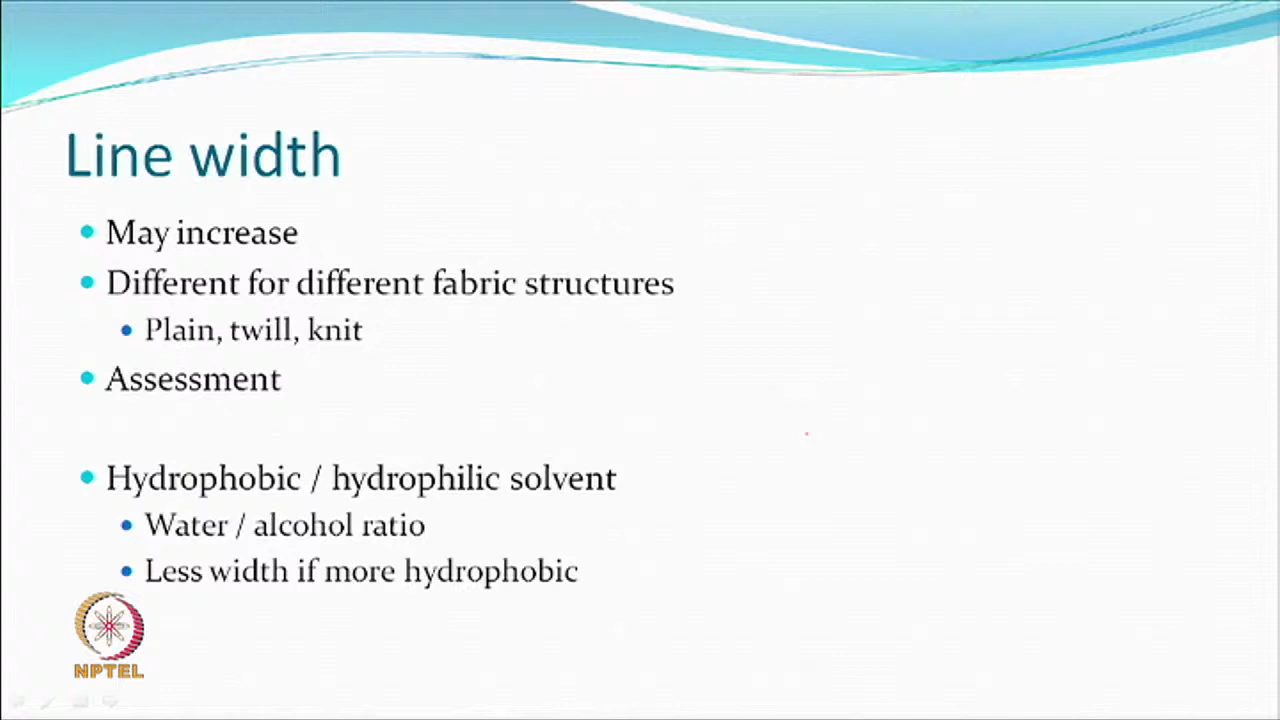 Line width
May increase
Different for different fabric structures
Plain, twill, knit
Assessment
Hydrophobic / hydrophilic solvent
Water / alcohol ratio
Less width if more hydrophobic
NPTEL